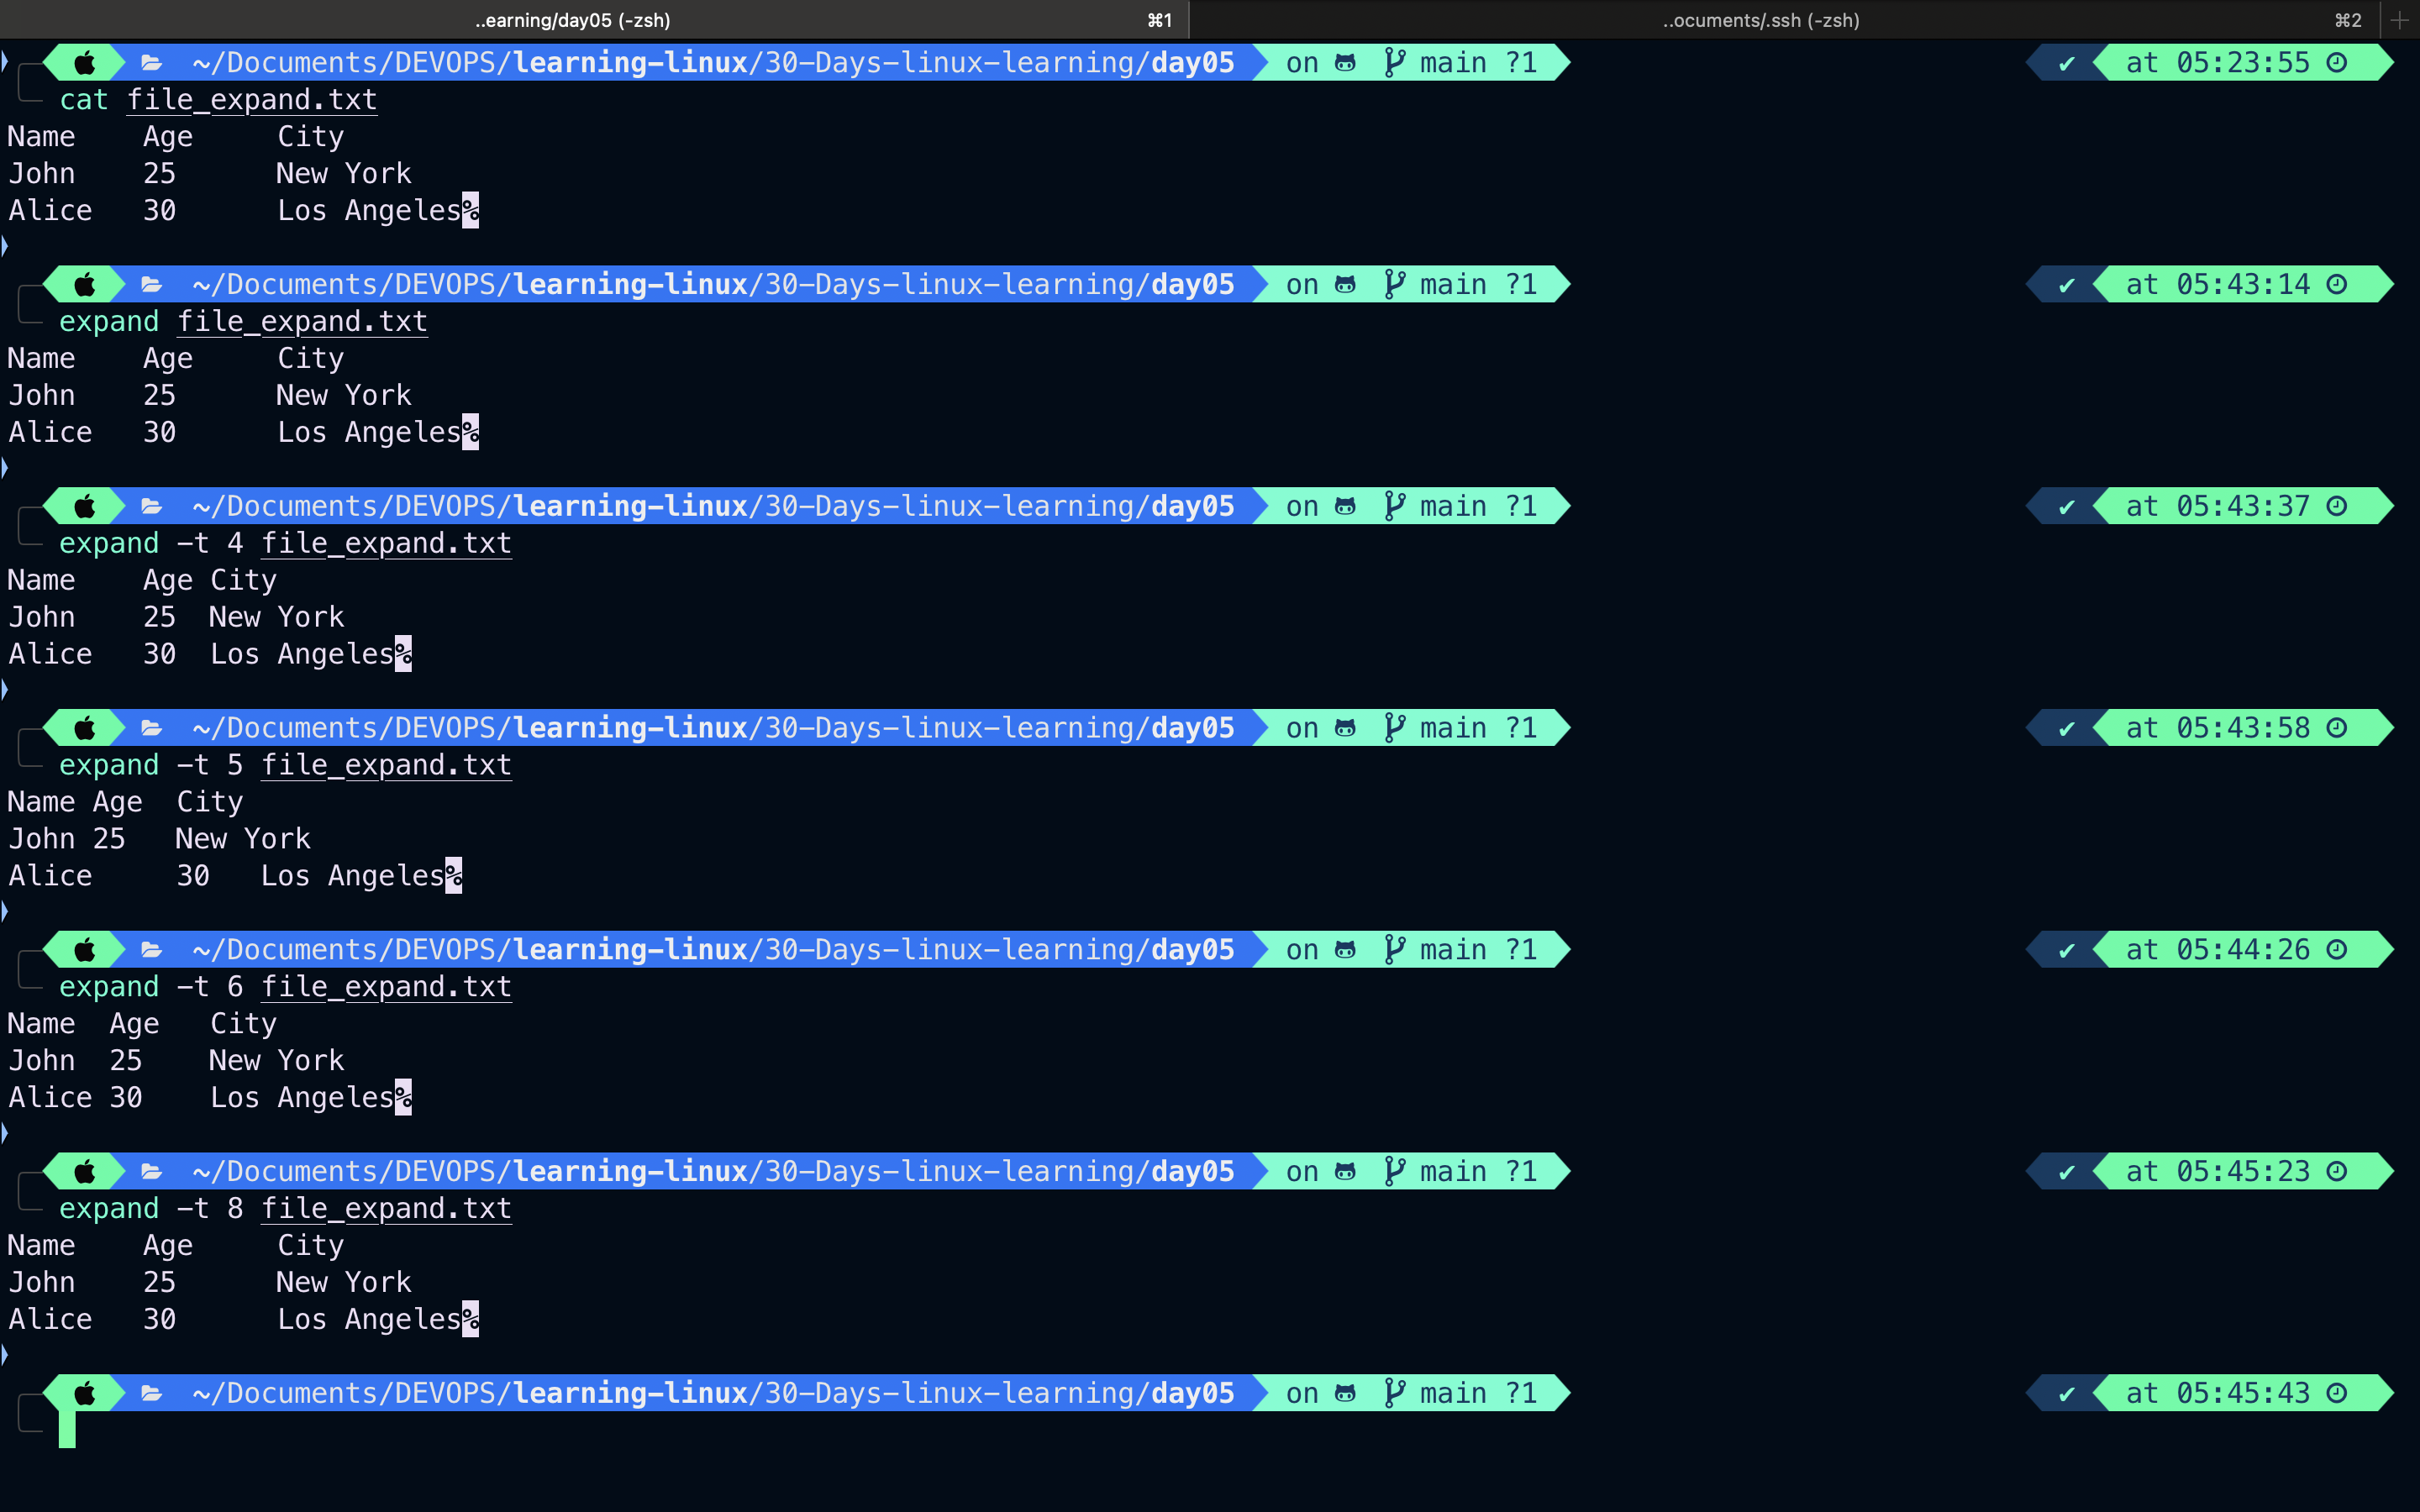 ..earning/day05 (-zsh) ⌘1 ..ocuments/.ssh (-zsh) ⌘2 +
~/Documents/DEVOPS/learning-linux/30-Days-linux-learning/day05 on main ?1 ✔ at 05:23:55
cat file_expand.txt
Name    Age     City
John    25      New York
Alice   30      Los Angeles%
~/Documents/DEVOPS/learning-linux/30-Days-linux-learning/day05 on main ?1 ✔ at 05:43:14
expand file_expand.txt
Name    Age     City
John    25      New York
Alice   30      Los Angeles%
~/Documents/DEVOPS/learning-linux/30-Days-linux-learning/day05 on main ?1 ✔ at 05:43:37
expand -t 4 file_expand.txt
Name    Age City
John    25  New York
Alice   30  Los Angeles%
~/Documents/DEVOPS/learning-linux/30-Days-linux-learning/day05 on main ?1 ✔ at 05:43:58
expand -t 5 file_expand.txt
Name Age  City
John 25   New York
Alice     30   Los Angeles%
~/Documents/DEVOPS/learning-linux/30-Days-linux-learning/day05 on main ?1 ✔ at 05:44:26
expand -t 6 file_expand.txt
Name  Age   City
John  25    New York
Alice 30    Los Angeles%
~/Documents/DEVOPS/learning-linux/30-Days-linux-learning/day05 on main ?1 ✔ at 05:45:23
expand -t 8 file_expand.txt
Name    Age     City
John    25      New York
Alice   30      Los Angeles%
~/Documents/DEVOPS/learning-linux/30-Days-linux-learning/day05 on main ?1 ✔ at 05:45:43